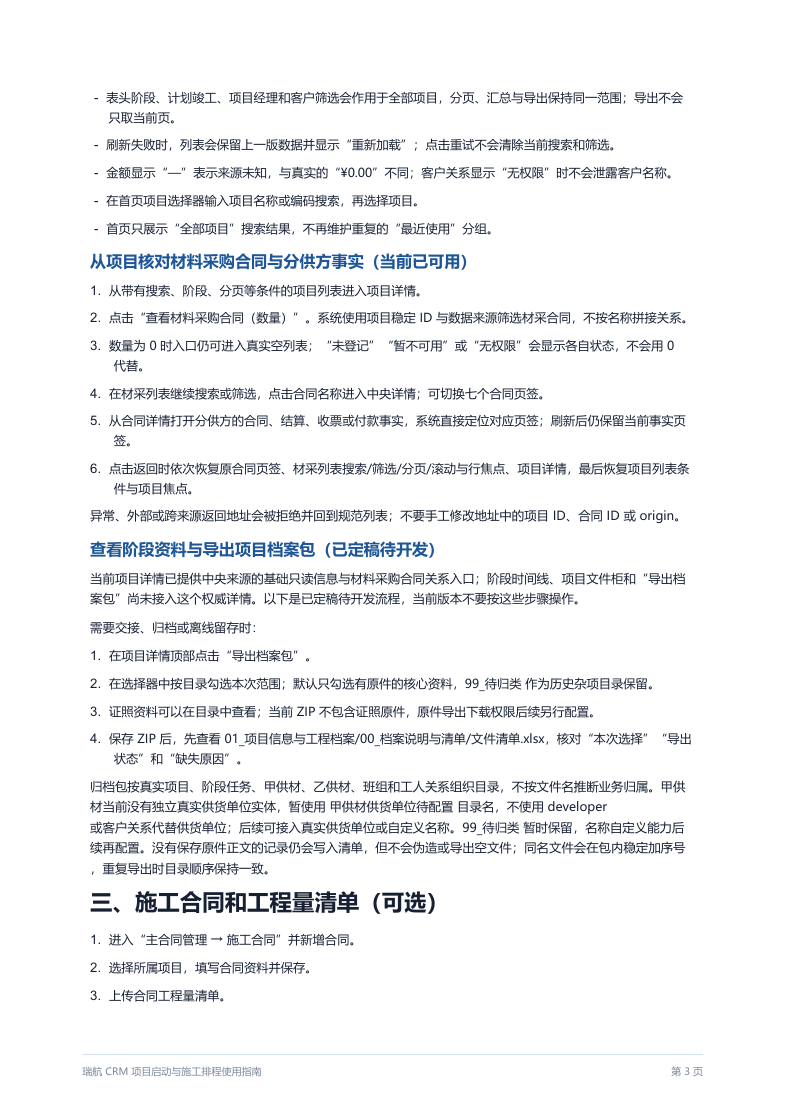 - 表头阶段、计划竣工、项目经理和客户筛选会作用于全部项目，分页、汇总与导出保持同一范围；导出不会
只取当前页。
- 刷新失败时，列表会保留上一版数据并显示“重新加载”；点击重试不会清除当前搜索和筛选。
- 金额显示“—”表示来源未知，与真实的“¥0.00”不同；客户关系显示“无权限”时不会泄露客户名称。
- 在首页项目选择器输入项目名称或编码搜索，再选择项目。
- 首页只展示“全部项目”搜索结果，不再维护重复的“最近使用”分组。
从项目核对材料采购合同与分供方事实（当前已可用）
1. 从带有搜索、阶段、分页等条件的项目列表进入项目详情。
2. 点击“查看材料采购合同（数量）”。系统使用项目稳定 ID 与数据来源筛选材采合同，不按名称拼接关系。
3. 数量为 0 时入口仍可进入真实空列表；“未登记”“暂不可用”或“无权限”会显示各自状态，不会用 0
代替。
4. 在材采列表继续搜索或筛选，点击合同名称进入中央详情；可切换七个合同页签。
5. 从合同详情打开分供方的合同、结算、收票或付款事实，系统直接定位对应页签；刷新后仍保留当前事实页
签。
6. 点击返回时依次恢复原合同页签、材采列表搜索/筛选/分页/滚动与行焦点、项目详情，最后恢复项目列表条
件与项目焦点。
异常、外部或跨来源返回地址会被拒绝并回到规范列表；不要手工修改地址中的项目 ID、合同 ID 或 origin。
查看阶段资料与导出项目档案包（已定稿待开发）
当前项目详情已提供中央来源的基础只读信息与材料采购合同关系入口；阶段时间线、项目文件柜和“导出档
案包”尚未接入这个权威详情。以下是已定稿待开发流程，当前版本不要按这些步骤操作。
需要交接、归档或离线留存时：
1. 在项目详情顶部点击“导出档案包”。
2. 在选择器中按目录勾选本次范围；默认只勾选有原件的核心资料，99_待归类 作为历史杂项目录保留。
3. 证照资料可以在目录中查看；当前 ZIP 不包含证照原件，原件导出下载权限后续另行配置。
4. 保存 ZIP 后，先查看 01_项目信息与工程档案/00_档案说明与清单/文件清单.xlsx，核对“本次选择”“导出
状态”和“缺失原因”。
归档包按真实项目、阶段任务、甲供材、乙供材、班组和工人关系组织目录，不按文件名推断业务归属。甲供
材当前没有独立真实供货单位实体，暂使用 甲供材供货单位待配置 目录名，不使用 developer
或客户关系代替供货单位；后续可接入真实供货单位或自定义名称。99_待归类 暂时保留，名称自定义能力后
续再配置。没有保存原件正文的记录仍会写入清单，但不会伪造或导出空文件；同名文件会在包内稳定加序号
，重复导出时目录顺序保持一致。
三、施工合同和工程量清单（可选）
1. 进入“主合同管理 → 施工合同”并新增合同。
2. 选择所属项目，填写合同资料并保存。
3. 上传合同工程量清单。
瑞航 CRM 项目启动与施工排程使用指南
第 3 页